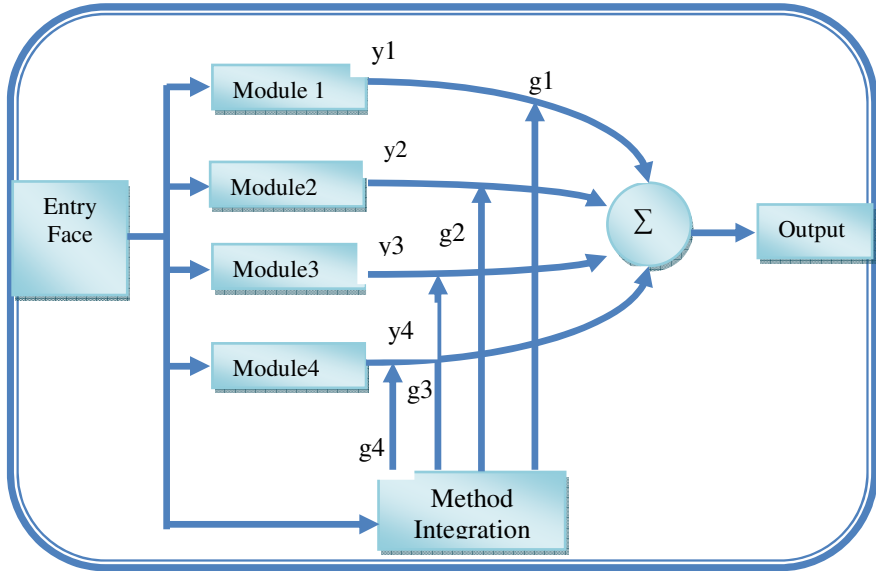 y1
g1
Module 1
y2
Module2
Entry
Face
g2
Σ
Output
y3
Module3
y4
Module4
g3
g4
Method
Integration